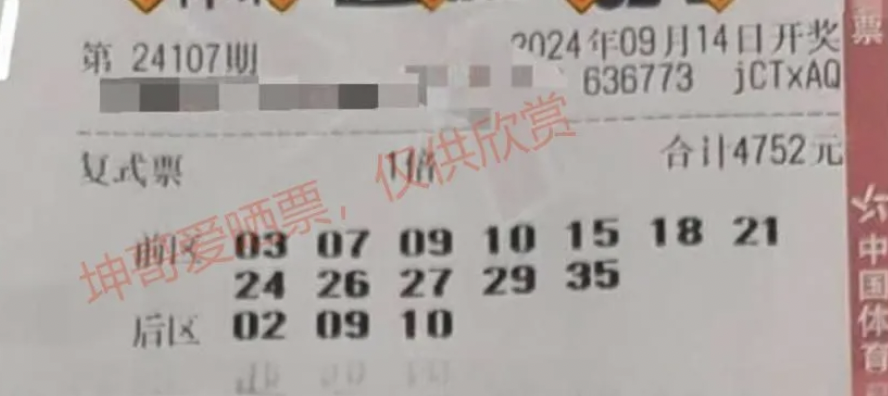 第 24107期
2024年09月14日开奖
636773 jCTxAQ
复式票 1倍 合计4752元
前区 03 07 09 10 15 18 21
24 26 27 29 35
后区 02 09 10
坤哥爱晒票，仅供欣赏
票
中国体育